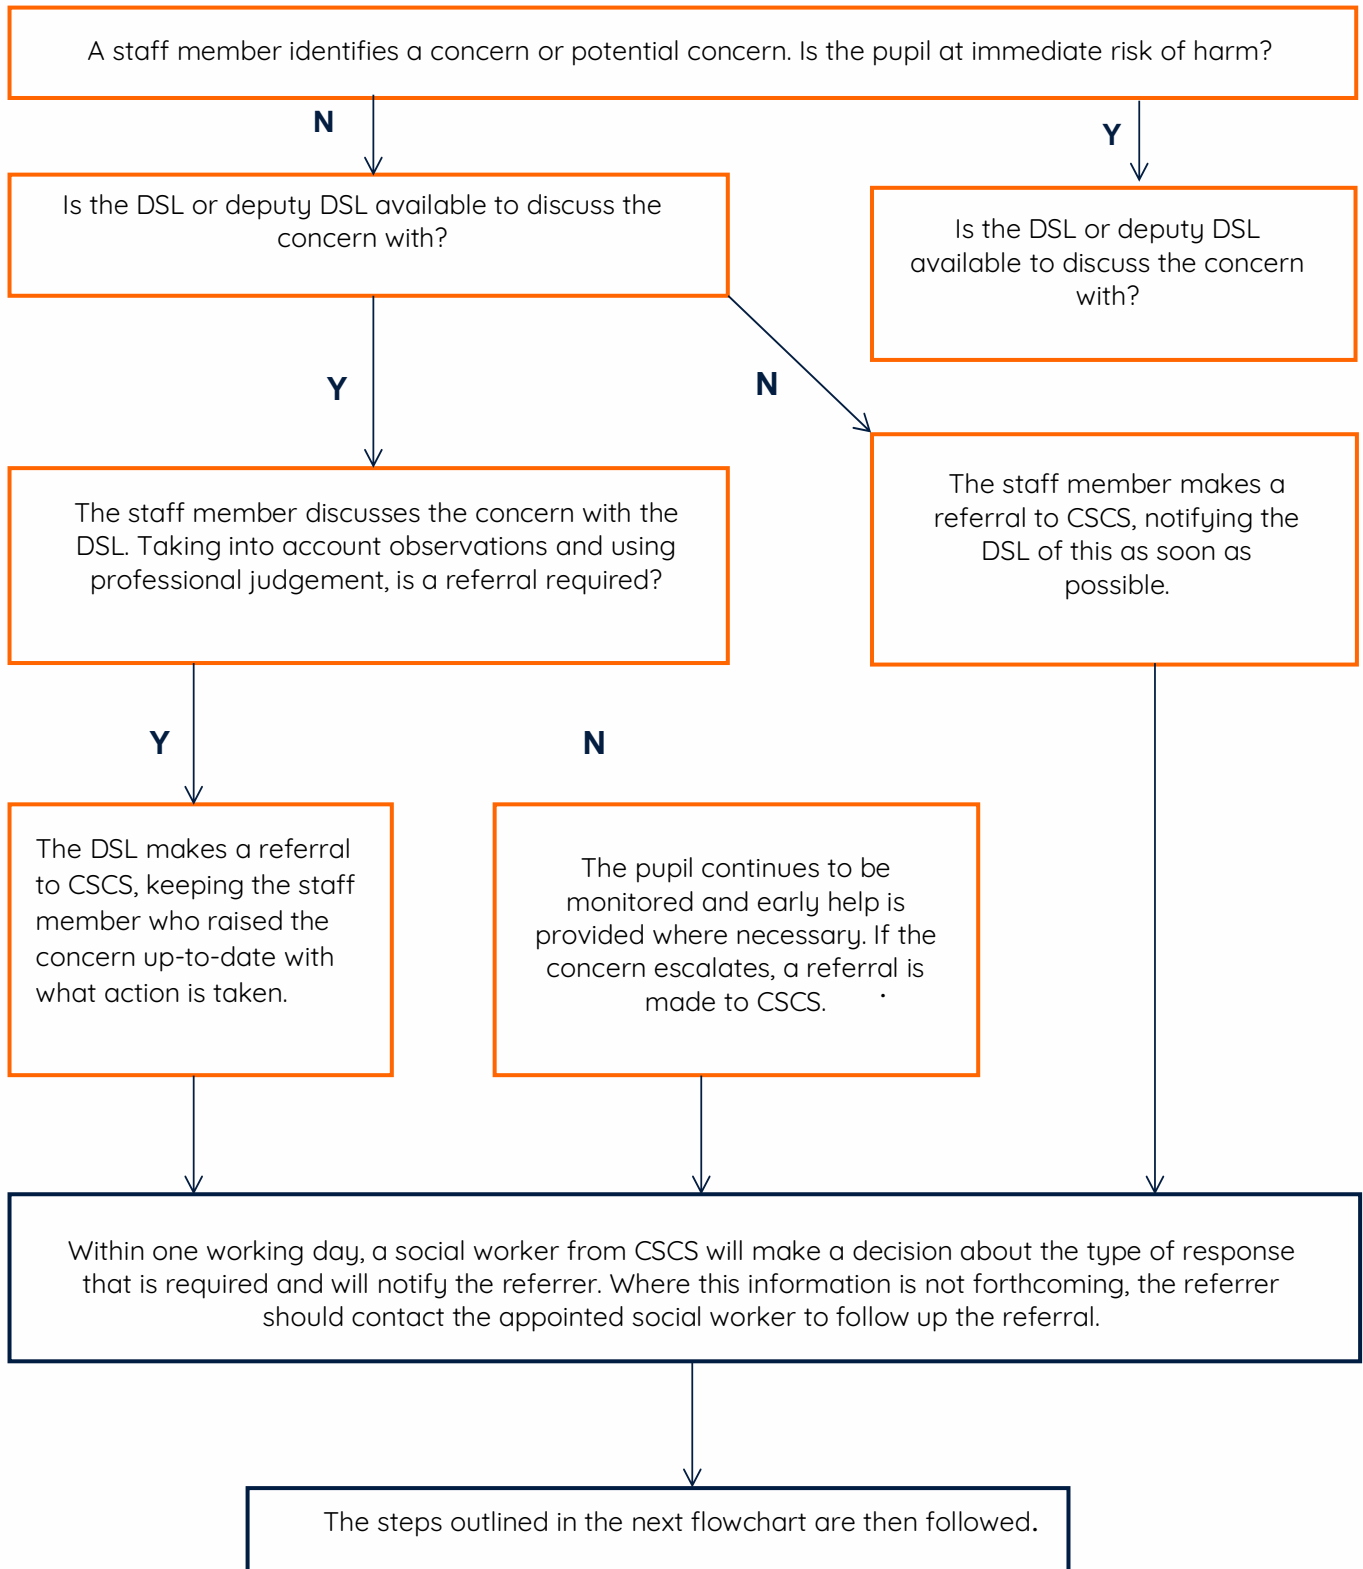 A staff member identifies a concern or potential concern. Is the pupil at immediate risk of harm?
N
Y
Is the DSL or deputy DSL available to discuss the
concern with?
Is the DSL or deputy DSL
available to discuss the concern
with?
Y
N
The staff member discusses the concern with the
DSL. Taking into account observations and using
professional judgement, is a referral required?
The staff member makes a
referral to CSCS, notifying the
DSL of this as soon as
possible.
Y
N
The DSL makes a referral
to CSCS, keeping the staff
member who raised the
concern up-to-date with
what action is taken.
The pupil continues to be
monitored and early help is
provided where necessary. If the
concern escalates, a referral is
made to CSCS. .
Within one working day, a social worker from CSCS will make a decision about the type of response
that is required and will notify the referrer. Where this information is not forthcoming, the referrer
should contact the appointed social worker to follow up the referral.
The steps outlined in the next flowchart are then followed.